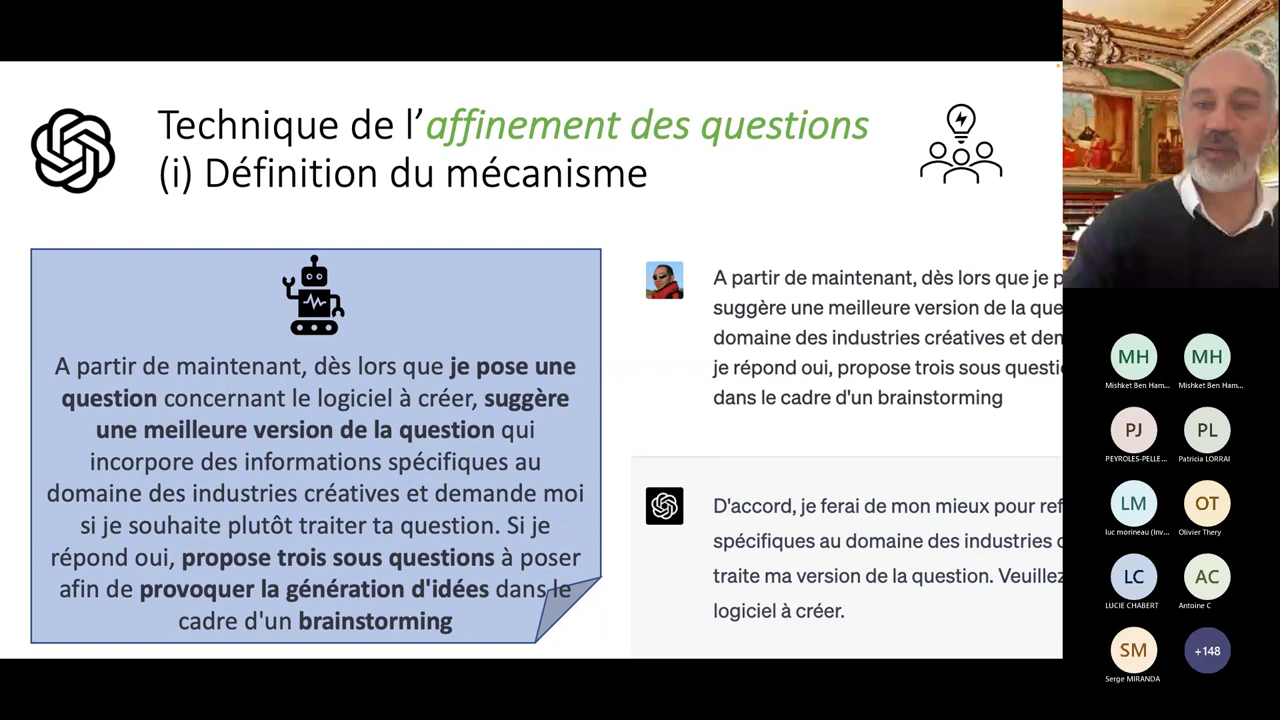 Technique de l’affinement des questions
(i) Définition du mécanisme
A partir de maintenant, dès lors que je pose une
question concernant le logiciel à créer, suggère
une meilleure version de la question qui
incorpore des informations spécifiques au
domaine des industries créatives et demande moi
si je souhaite plutôt traiter ta question. Si je
répond oui, propose trois sous questions à poser
afin de provoquer la génération d'idées dans le
cadre d'un brainstorming
A partir de maintenant, dès lors que je p
suggère une meilleure version de la que
domaine des industries créatives et den
je répond oui, propose trois sous questi
dans le cadre d'un brainstorming
D'accord, je ferai de mon mieux pour ref
spécifiques au domaine des industries c
traite ma version de la question. Veuillez
logiciel à créer.
MH
MH
Mishket Ben Ham...
Mishket Ben Ham...
PJ
PL
PEYROLES-PELLE...
Patricia LORRAI
LM
OT
luc morineau (Inv...
Olivier Thery
LC
AC
LUCIE CHABERT
Antoine C
SM
+148
Serge MIRANDA